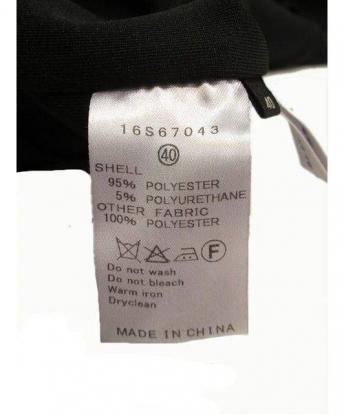 16S67043
40
SHELL
95% POLYESTER
5% POLYURETHANE
OTHER FABRIC
100% POLYESTER
F
Do not wash
Do not bleach
Warm iron
Dryclean
MADE IN CHINA
40